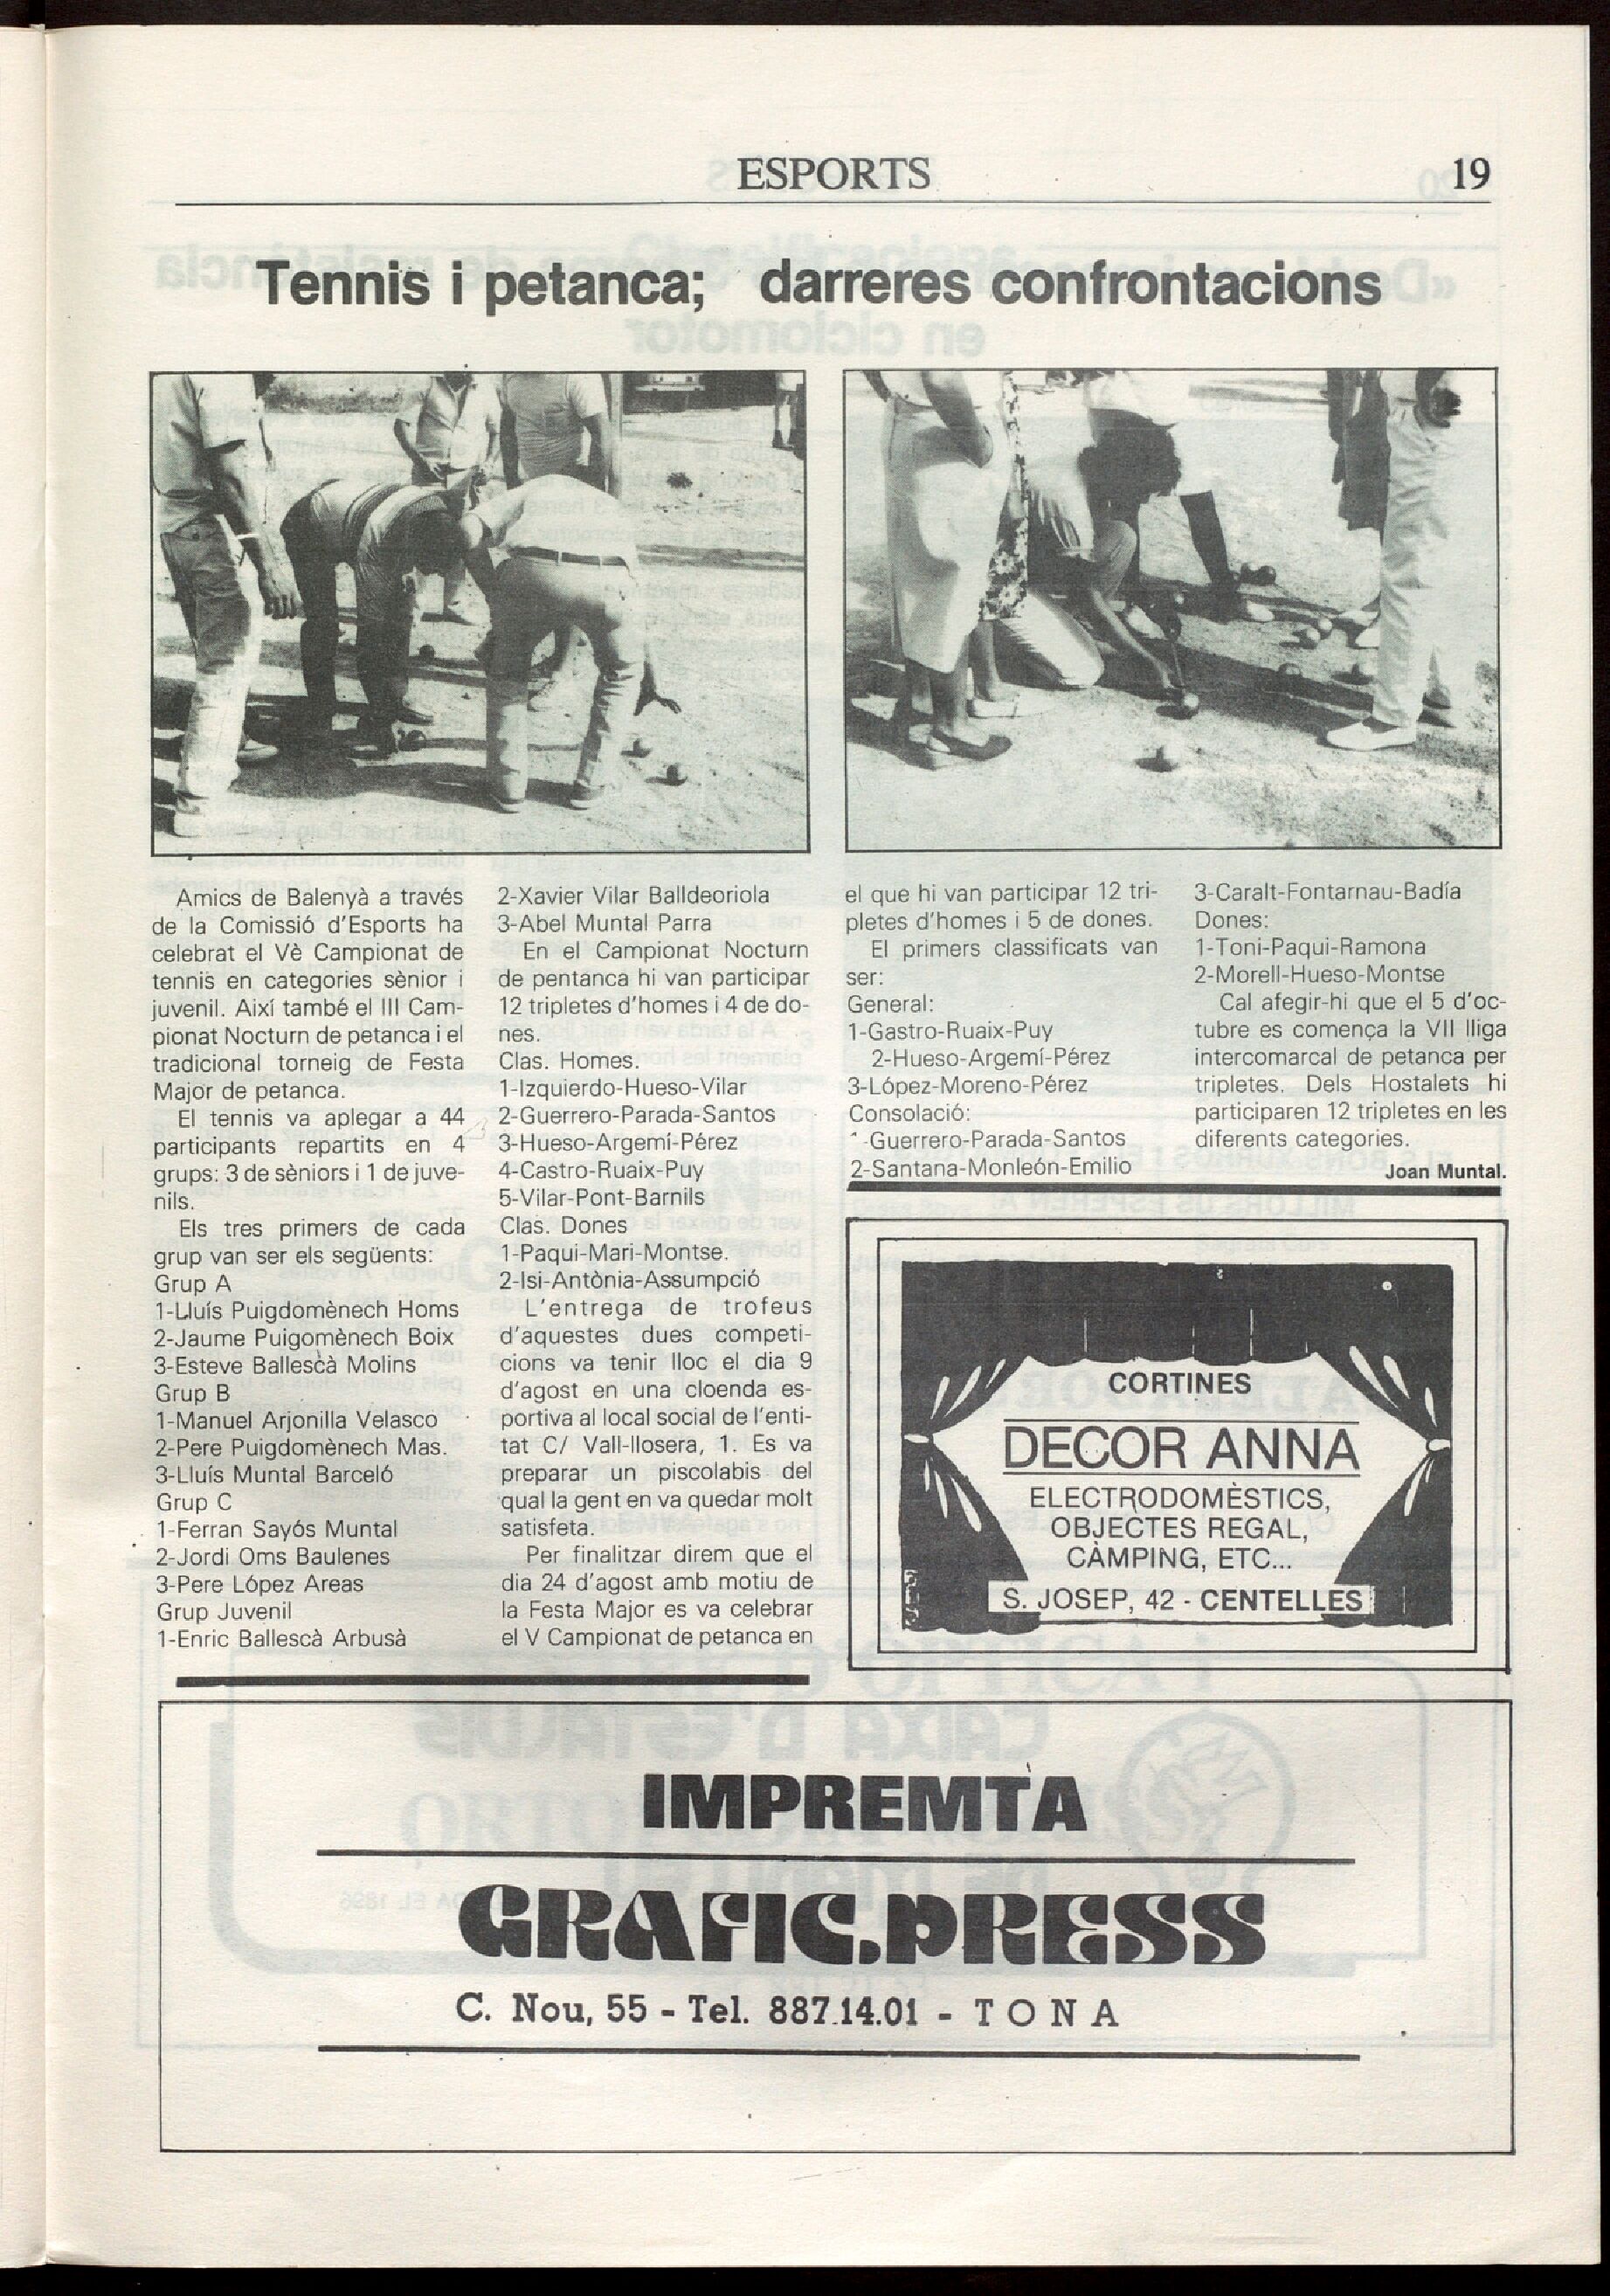 ESPORTS
19
Tennis i petanca; darreres confrontacions
Amics de Balenyà a través
de la Comissió d'Esports ha
celebrat el Vè Campionat de
tennis en categories sènior i
juvenil. Així també el III Cam-
pionat Nocturn de petanca i el
tradicional torneig de Festa
Major de petanca.
El tennis va aplegar a 44
participants repartits en 4
grups: 3 de sèniors i 1 de juve-
nils.
Els tres primers de cada
grup van ser els següents:
Grup A
1-Lluís Puigdomènech Homs
2-Jaume Puigomènech Boix
3-Esteve Ballescà Molins
Grup B
1-Manuel Arjonilla Velasco
2-Pere Puigdomènech Mas.
3-Lluís Muntal Barceló
Grup C
1-Ferran Sayós Muntal
2-Jordi Oms Baulenes
3-Pere López Areas
Grup Juvenil
1-Enric Ballescà Arbusà
2-Xavier Vilar Balldeoriola
3-Abel Muntal Parra
En el Campionat Nocturn
de pentanca hi van participar
12 tripletes d'homes i 4 de do-
nes.
Clas. Homes.
1-Izquierdo-Hueso-Vilar
2-Guerrero-Parada-Santos
3-Hueso-Argemí-Pérez
4-Castro-Ruaix-Puy
5-Vilar-Pont-Barnils
Clas. Dones
1-Paqui-Mari-Montse.
2-Isi-Antònia-Assumpció
L'entrega de trofeus
d'aquestes dues competi-
cions va tenir lloc el dia 9
d'agost en una cloenda es-
portiva al local social de l'enti-
tat C/ Vall-llosera, 1. Es va
preparar un piscolabis del
qual la gent en va quedar molt
satisfeta.
Per finalitzar direm que el
dia 24 d'agost amb motiu de
la Festa Major es va celebrar
el V Campionat de petanca en
el que hi van participar 12 tri-
pletes d'homes i 5 de dones.
El primers classificats van
ser:
General:
1-Gastro-Ruaix-Puy
2-Hueso-Argemí-Pérez
3-López-Moreno-Pérez
Consolació:
1-Guerrero-Parada-Santos
2-Santana-Monleón-Emilio
3-Caralt-Fontarnau-Badía
Dones:
1-Toni-Paqui-Ramona
2-Morell-Hueso-Montse
Cal afegir-hi que el 5 d'oc-
tubre es comença la VII lliga
intercomarcal de petanca per
tripletes. Dels Hostalets hi
participaren 12 tripletes en les
diferents categories.
Joan Muntal.
CORTINES
DECOR ANNA
ELECTRODOMÈSTICS,
OBJECTES REGAL,
CÀMPING, ETC...
S. JOSEP, 42 - CENTELLES
IMPREMTA
GRAFIC.PRESS
C. Nou, 55 - Tel. 887.14.01 - TONA